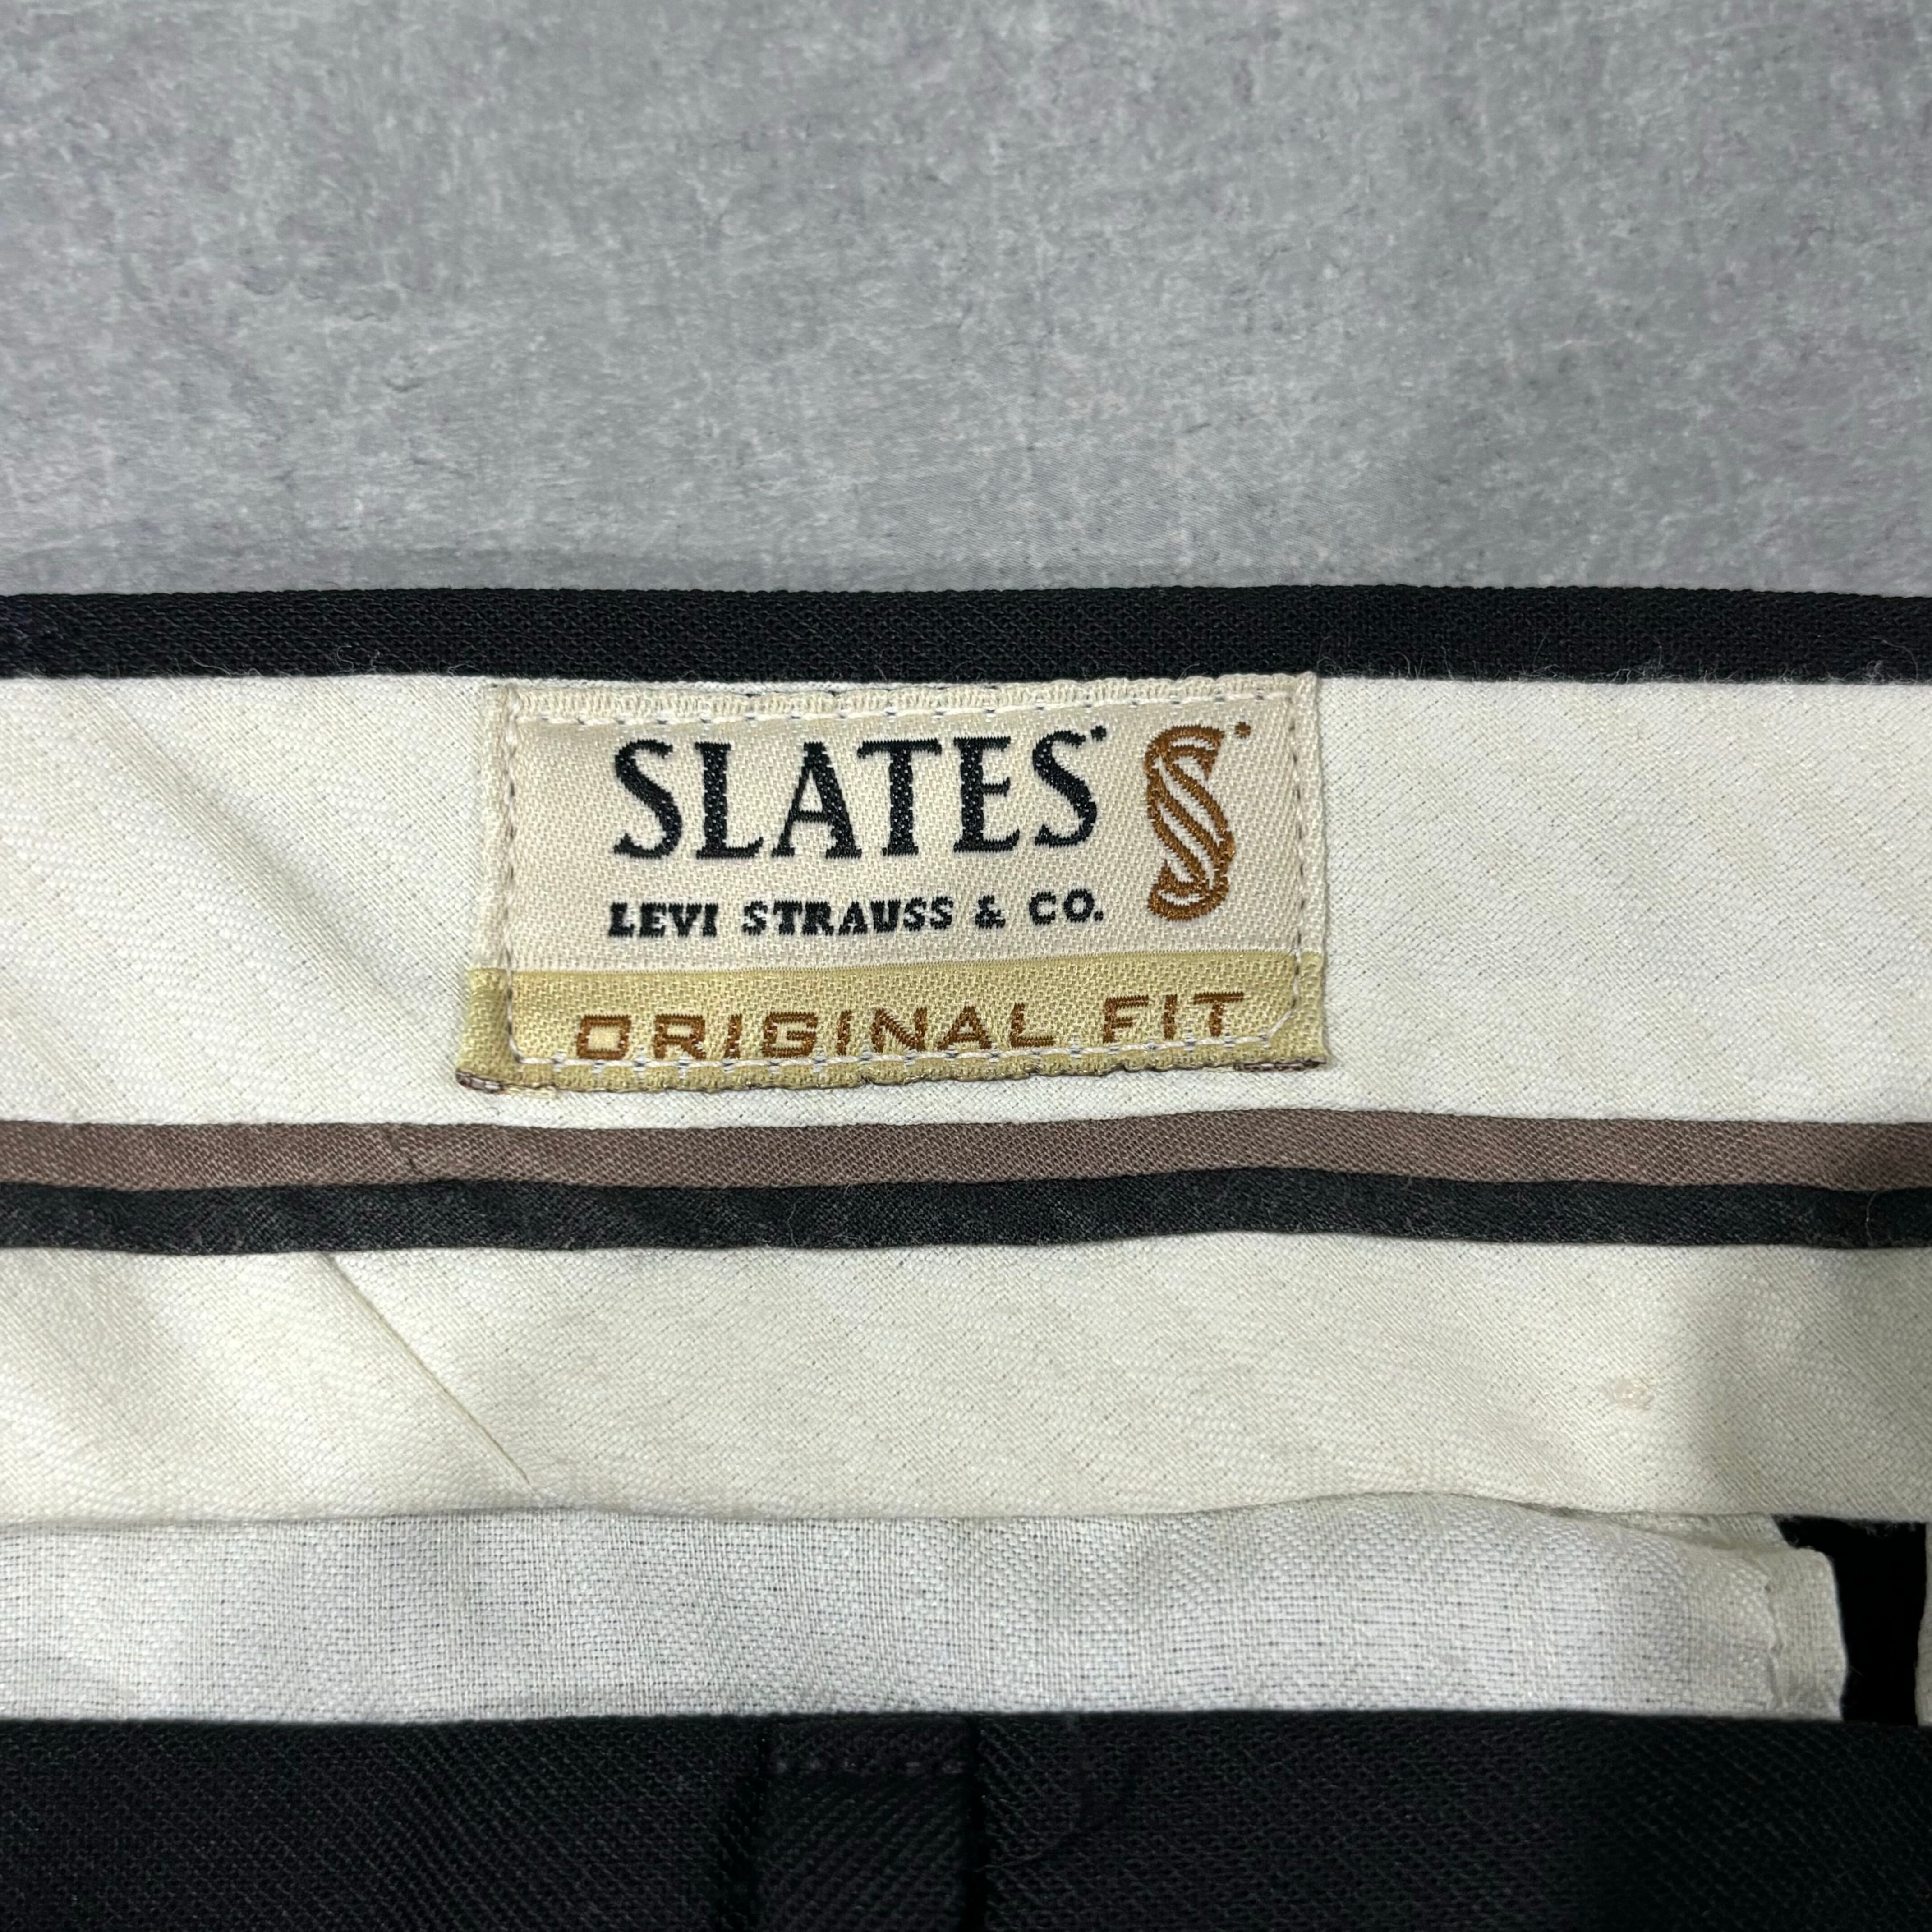 SLATES
LEVI STRAUSS & CO.
ORIGINAL FIT